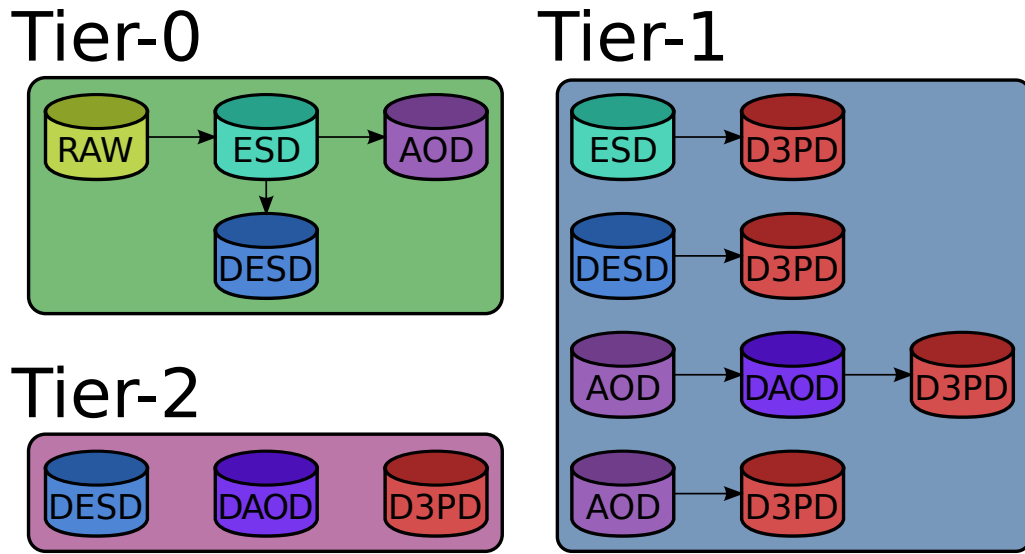 Tier-0
RAW
ESD
AOD
DESD
Tier-1
ESD
D3PD
DESD
D3PD
AOD
DAOD
D3PD
AOD
D3PD
Tier-2
DESD
DAOD
D3PD